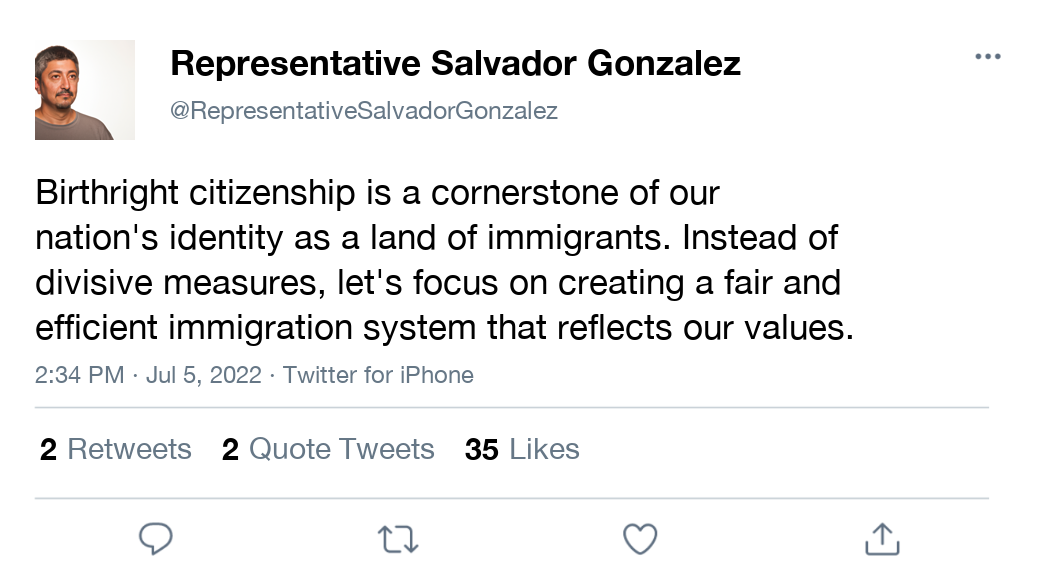 Representative Salvador Gonzalez
@RepresentativeSalvadorGonzalez
Birthright citizenship is a cornerstone of our
nation's identity as a land of immigrants. Instead of
divisive measures, let's focus on creating a fair and
efficient immigration system that reflects our values.
2:34 PM · Jul 5, 2022 · Twitter for iPhone
2 Retweets 2 Quote Tweets 35 Likes